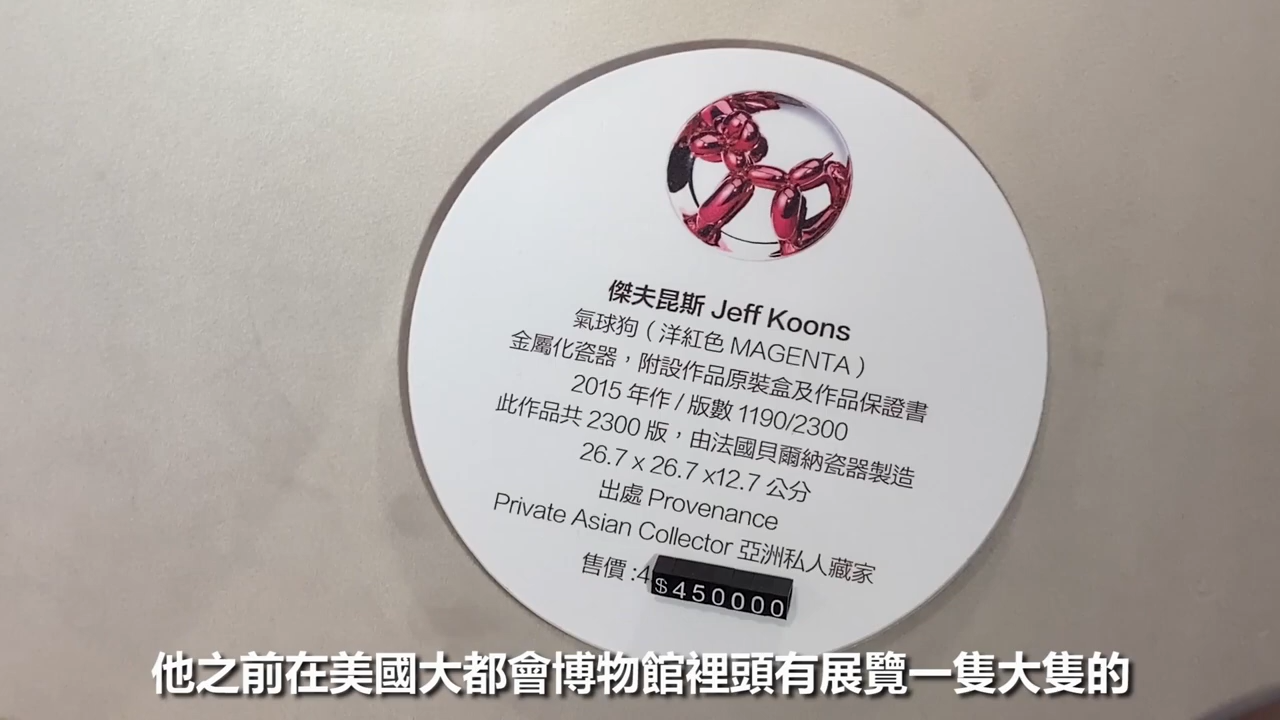 傑夫昆斯 Jeff Koons
氣球狗（洋紅色 MAGENTA）
金屬化瓷器，附設作品原裝盒及作品保證書
2015 年作 / 版數 1190/2300
此作品共 2300 版，由法國貝爾納瓷器製造
26.7 x 26.7 x12.7 公分
出處 Provenance
Private Asian Collector 亞洲私人藏家
售價 :4
$450000
他之前在美國大都會博物館裡頭有展覽一隻大隻的